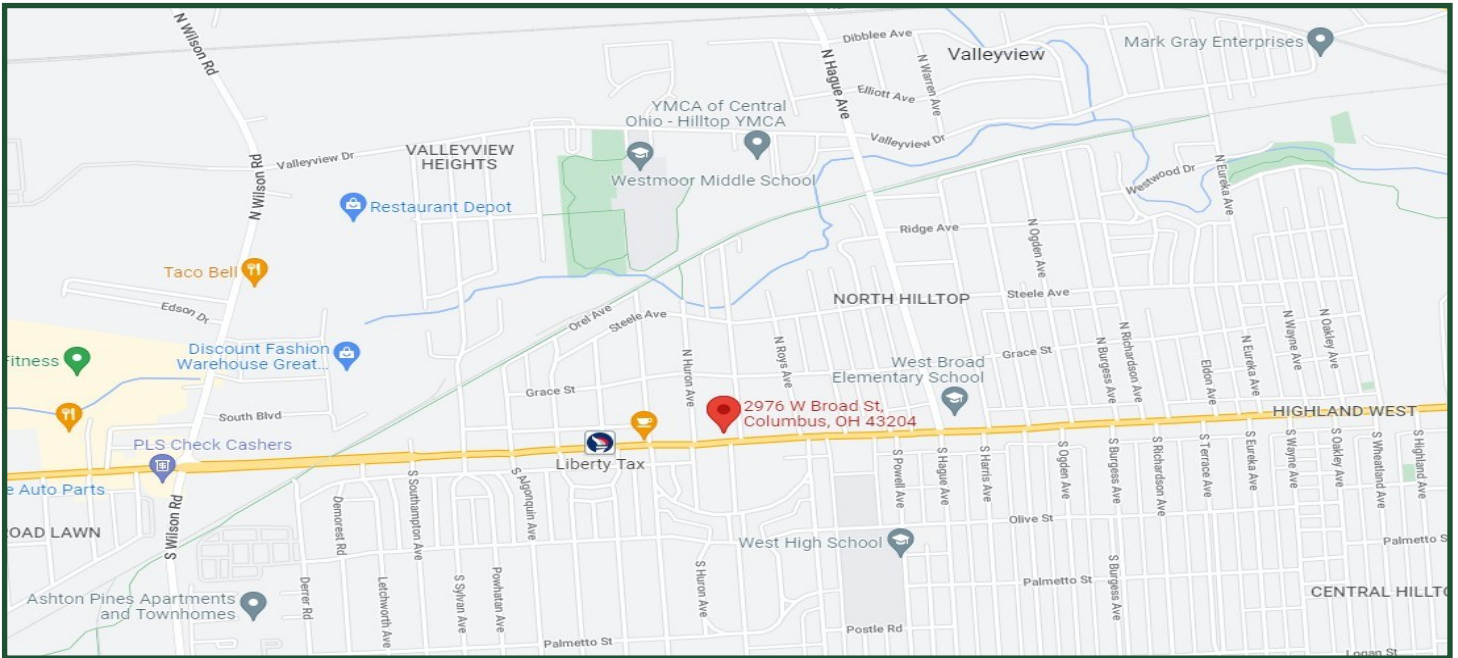 N Wilson Rd
N Hague Ave
Dibblee Ave
N Warren Ave
Valleyview
Mark Gray Enterprises
Elliott Ave
YMCA of Central
Ohio - Hilltop YMCA
Valleyview Dr
VALLEYVIEW
HEIGHTS
Valleyview Dr
N Wilson Rd
Westmoor Middle School
Westwood Dr
N Eureka Ave
Restaurant Depot
Ridge Ave
N Ogden Ave
Taco Bell
NORTH HILLTOP
Steele Ave
Edson Dr
Orel Ave
Steele Ave
N Wayne Ave
N Oakley Ave
Discount Fashion
Warehouse Great...
N Huron Ave
N Roys Ave
N Burgess Ave
N Richardson Ave
Eldon Ave
N Eureka Ave
itness
West Broad
Elementary School
Grace St
Grace St
2976 W Broad St,
Columbus, OH 43204
HIGHLAND WEST
South Blvd
PLS Check Cashers
Liberty Tax
e Auto Parts
S Southampton Ave
S Algonquin Ave
S Powell Ave
S Hague Ave
S Harris Ave
S Ogden Ave
S Burgess Ave
S Richardson Ave
S Terrace Ave
S Eureka Ave
S Wayne Ave
S Oakley Ave
S Wheatland Ave
S Highland Ave
OAD LAWN
S Wilson Rd
Demorest Rd
Olive St
West High School
Palmetto S
Ashton Pines Apartments
and Townhomes
Derrer Rd
Letchworth Ave
S Sylvan Ave
Powhatan Ave
S Huron Ave
Palmetto St
S Burgess Ave
CENTRAL HILLTO
Palmetto St
Postle Rd
Logan St